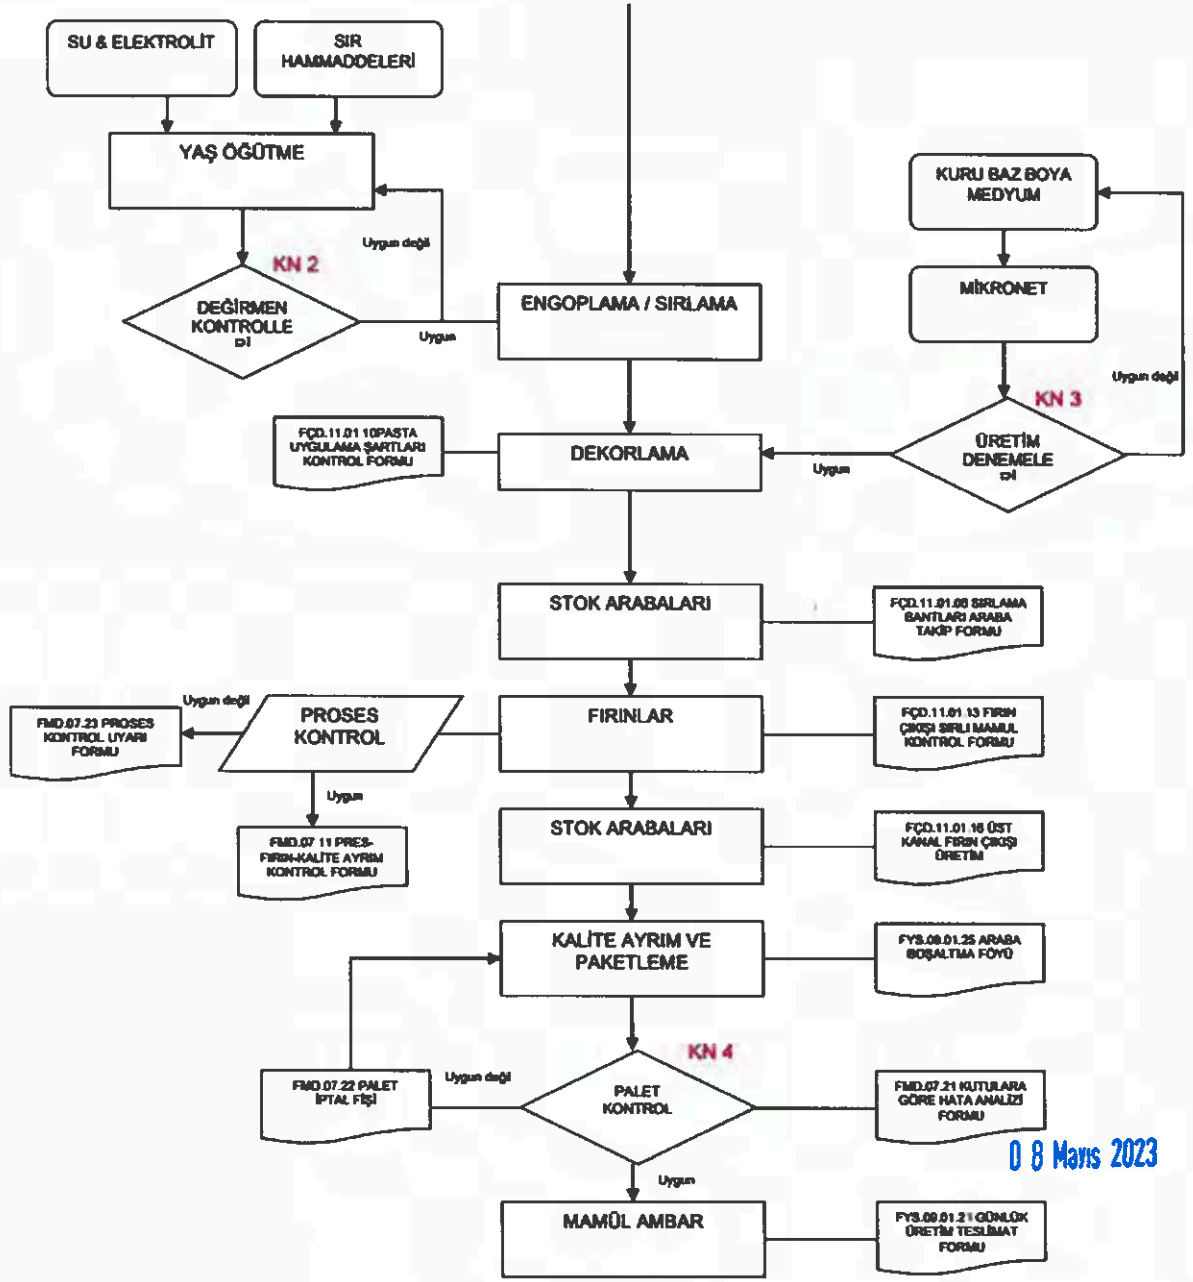 SU & ELEKTROLİT
SIR
HAMMADDELERİ
YAŞ ÖĞÜTME
KURU BAZ BOYA
MEDYUM
Uygun değil
KN 2
DEĞİRMEN
KONTROLLE
Uygun
ENGOPLAMA / SIRLAMA
MİKRONET
Uygun değil
KN 3
FÇD.11.01 10PASTA
UYGULAMA ŞARTLARI
KONTROL FORMU
DEKORLAMA
Uygun
ÜRETİM
DENEMELE
STOK ARABALARI
FÇD.11.01.06 SIRLAMA
BANTLARI ARABA
TAKİP FORMU
Uygun değil
FMD.07.23 PROSES
KONTROL UYARI
FORMU
PROSES
KONTROL
FIRINLAR
FÇD.11.01 13 FIRIN
ÇIKIŞI SIRLI MAMUL
KONTROL FORMU
Uygun
FMD.07 11 PRES-
FIRIN-KALİTE AYRIM
KONTROL FORMU
STOK ARABALARI
FÇD.11.01.16 ÜST
KANAL FIRIN ÇIKIŞI
ÜRETİM
KALİTE AYRIM VE
PAKETLEME
FYS.09.01.25 ARABA
BOŞALTMA FÖYÜ
KN 4
FMD.07.22 PALET
İPTAL FİŞİ
Uygun değil
PALET
KONTROL
FMD.07.21 KUTULARA
GÖRE HATA ANALİZİ
FORMU
0 8 Mayıs 2023
Uygun
MAMÜL AMBAR
FYS.09.01.21 GÜNLÜK
ÜRETİM TESLİMAT
FORMU